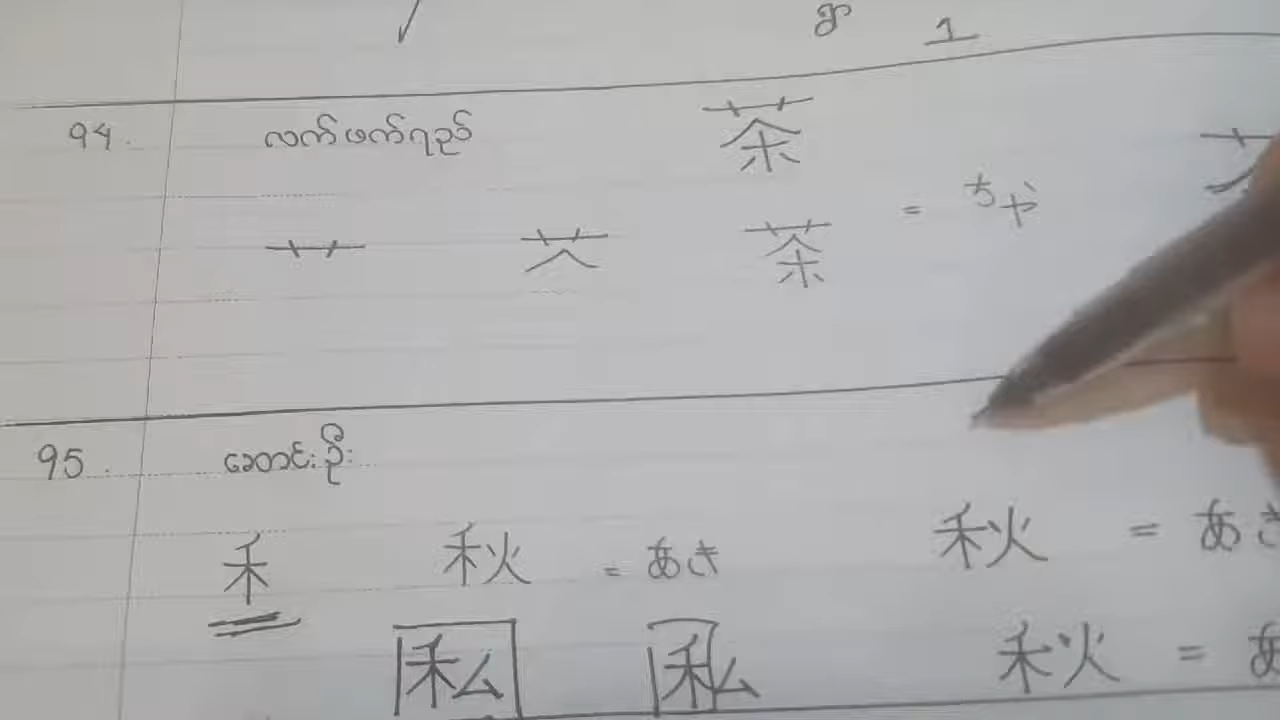 1
94. လက်ဖက်ရည် 茶
艹 茶 = ちゃ
95. ဆောင်းဦး
禾 秋 = あき 秋 = あき
私 私 秋 = あ